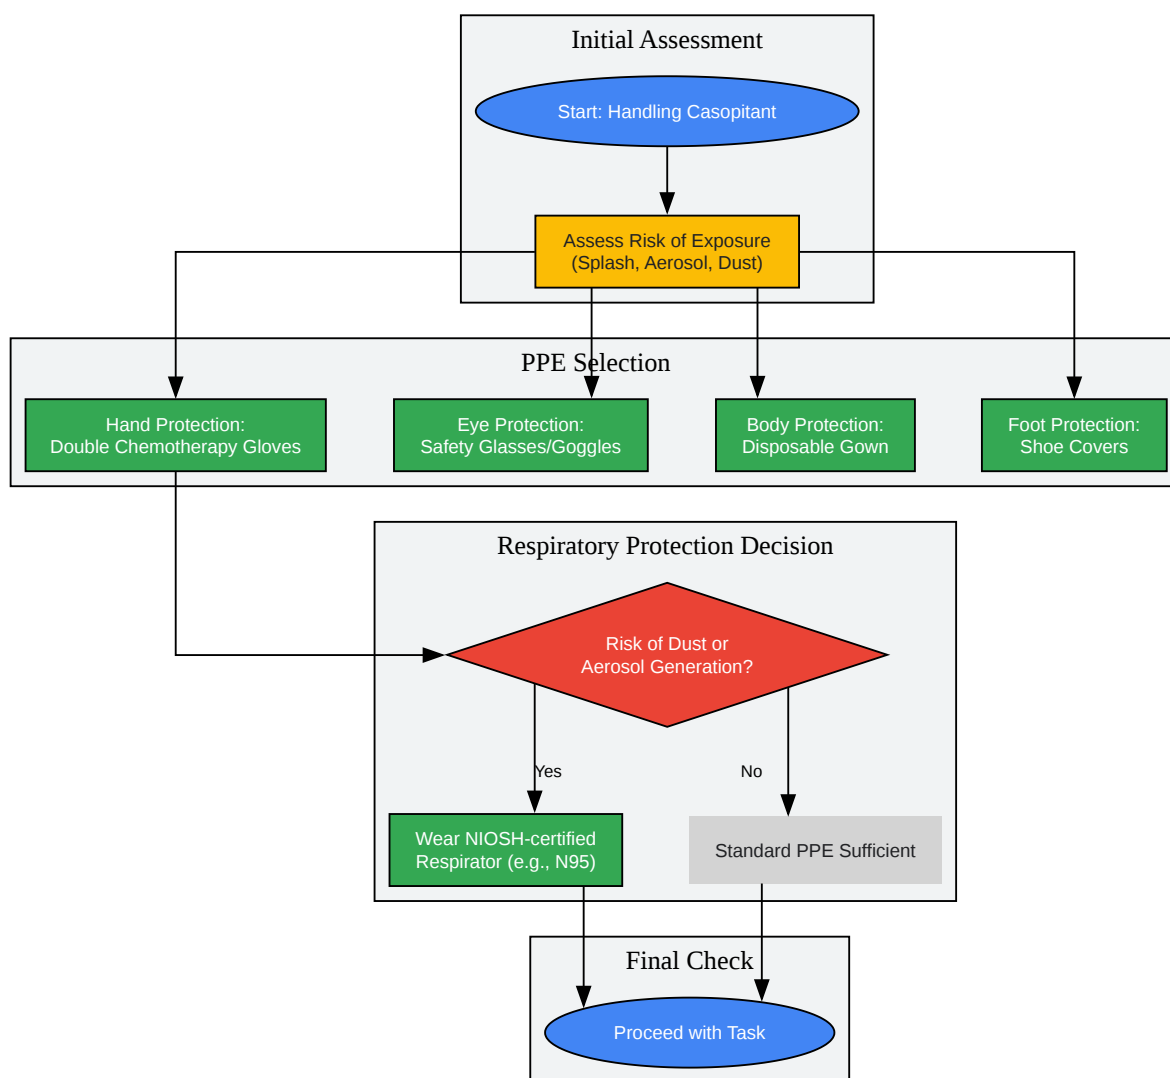 Initial Assessment
Start: Handling Casopitant
Assess Risk of Exposure
(Splash, Aerosol, Dust)
PPE Selection
Hand Protection:
Double Chemotherapy Gloves
Eye Protection:
Safety Glasses/Goggles
Body Protection:
Disposable Gown
Foot Protection:
Shoe Covers
Respiratory Protection Decision
Risk of Dust or
Aerosol Generation?
Yes
No
Wear NIOSH-certified
Respirator (e.g., N95)
Standard PPE Sufficient
Final Check
Proceed with Task